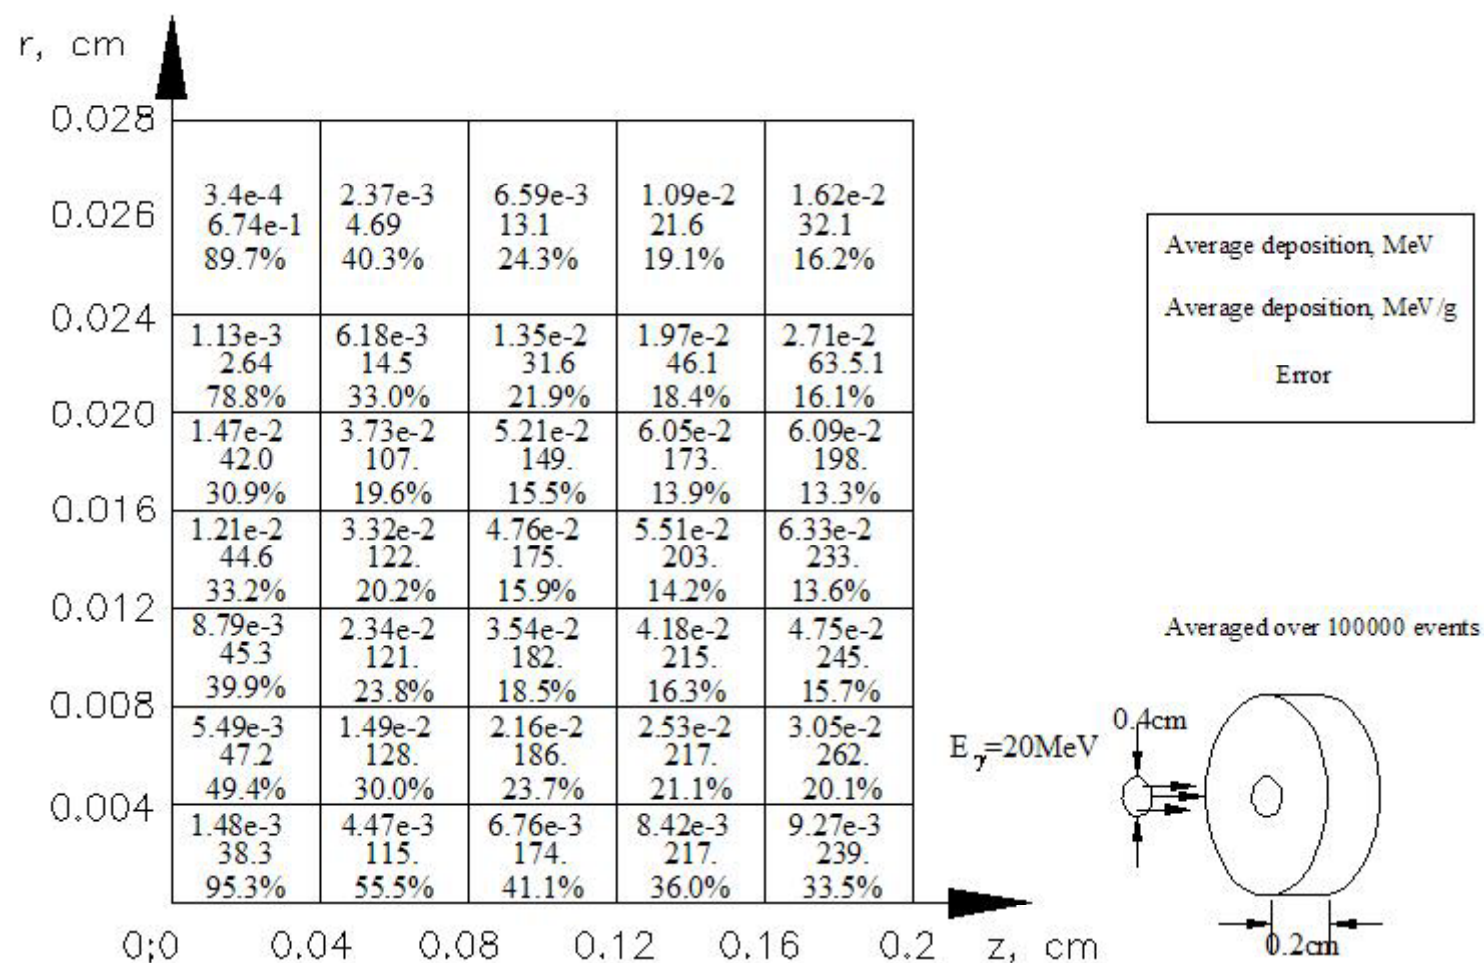 r, cm
0.028
3.4e-4 2.37e-3 6.59e-3 1.09e-2 1.62e-2
0.026
6.74e-1 4.69 13.1 21.6 32.1
89.7% 40.3% 24.3% 19.1% 16.2%
0.024
1.13e-3 6.18e-3 1.35e-2 1.97e-2 2.71e-2
2.64 14.5 31.6 46.1 63.5.1
78.8% 33.0% 21.9% 18.4% 16.1%
0.020
1.47e-2 3.73e-2 5.21e-2 6.05e-2 6.09e-2
42.0 107. 149. 173. 198.
30.9% 19.6% 15.5% 13.9% 13.3%
0.016
1.21e-2 3.32e-2 4.76e-2 5.51e-2 6.33e-2
44.6 122. 175. 203. 233.
33.2% 20.2% 15.9% 14.2% 13.6%
0.012
8.79e-3 2.34e-2 3.54e-2 4.18e-2 4.75e-2
45.3 121. 182. 215. 245.
39.9% 23.8% 18.5% 16.3% 15.7%
0.008
5.49e-3 1.49e-2 2.16e-2 2.53e-2 3.05e-2
47.2 128. 186. 217. 262.
49.4% 30.0% 23.7% 21.1% 20.1%
0.004
1.48e-3 4.47e-3 6.76e-3 8.42e-3 9.27e-3
38.3 115. 174. 217. 239.
95.3% 55.5% 41.1% 36.0% 33.5%
0;0 0.04 0.08 0.12 0.16 0.2 z, cm
Average deposition, MeV
Average deposition, MeV/g
Error
Averaged over 100000 events
0.4cm
Eγ=20MeV
0.2cm